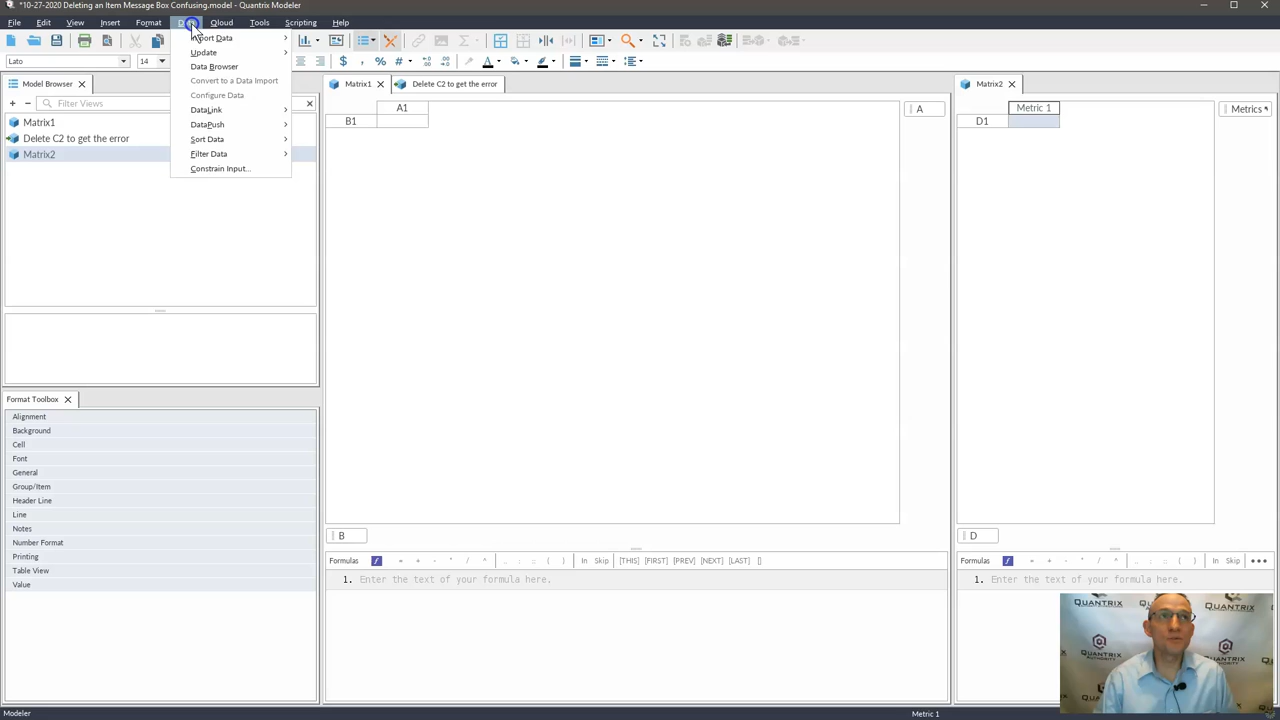 *10-27-2020 Deleting an Item Message Box Confusing.model - Quantrix Modeler
File Edit View Insert Format Qloud Tools Scripting Help
Lato 14 $ % #
Import Data
Update
Data Browser
Convert to a Data Import
Configure Data
DataLink
DataPush
Sort Data
Filter Data
Constrain Input...
Model Browser
Filter Views
Matrix1
Delete C2 to get the error
Matrix2
Format Toolbox
Alignment
Background
Cell
Font
General
Group/Item
Header Line
Line
Notes
Number Format
Printing
Table View
Value
Matrix1 Delete C2 to get the error
A1 A
B1
B
Formulas f = + - * / ^ .. : :: ( ) In Skip [THIS] [FIRST] [PREV] [NEXT] [LAST] []
1. Enter the text of your formula here.
Matrix2
Metric 1 Metrics
D1
D
Formulas f = + - * / ^ .. : :: ( ) In Skip
1. Enter the text of your formula here.
QUANTRIX
AUTHORITY
QUANTRIX
Modeler Metric 1